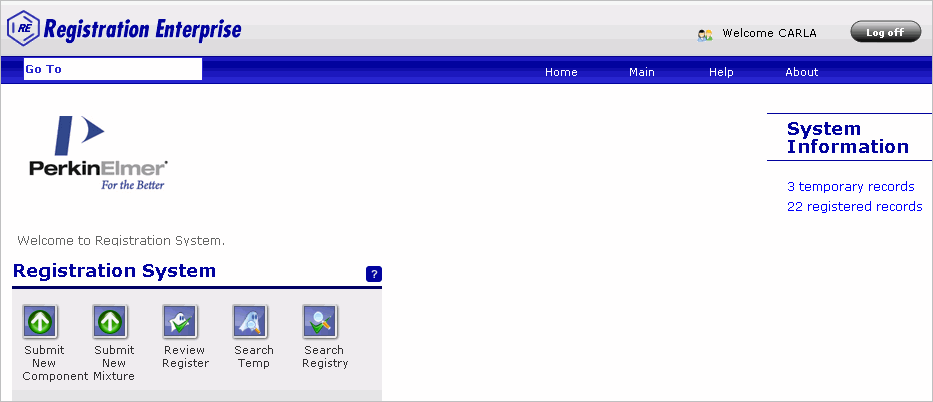 RE Registration Enterprise
Welcome CARLA
Log off
Go To
Home Main Help About
PerkinElmer®
For the Better
System
Information
3 temporary records
22 registered records
Welcome to Registration System.
Registration System
?
Submit
New
Component
Submit
New
Mixture
Review
Register
Search
Temp
Search
Registry